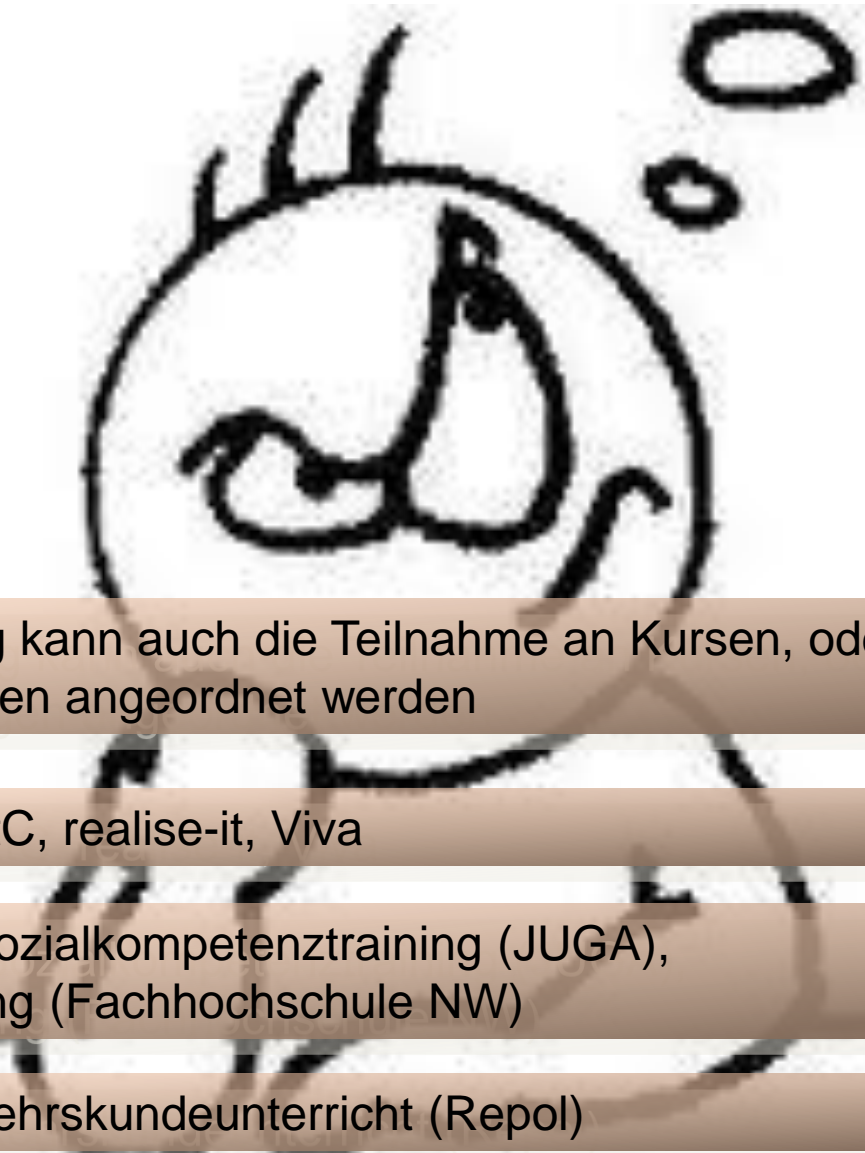 g kann auch die Teilnahme an Kursen, ode
en angeordnet werden
C, realise-it, Viva
ozialkompetenztraining (JUGA),
ng (Fachhochschule NW)
ehrskundeunterricht (Repol)